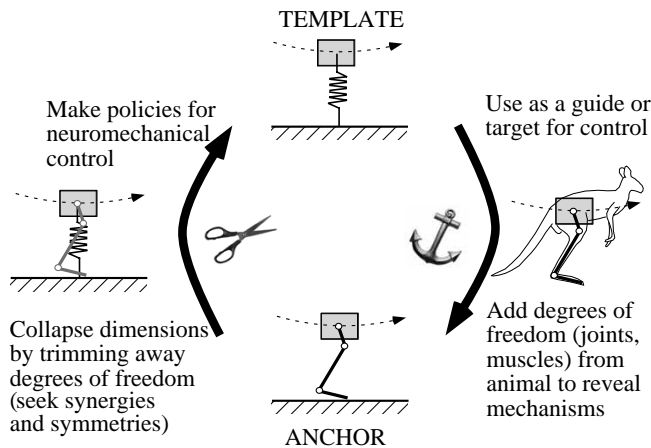 TEMPLATE
Make policies for
neuromechanical
control
Use as a guide or
target for control
Collapse dimensions
by trimming away
degrees of freedom
(seek synergies
and symmetries)
Add degrees of
freedom (joints,
muscles) from
animal to reveal
mechanisms
ANCHOR